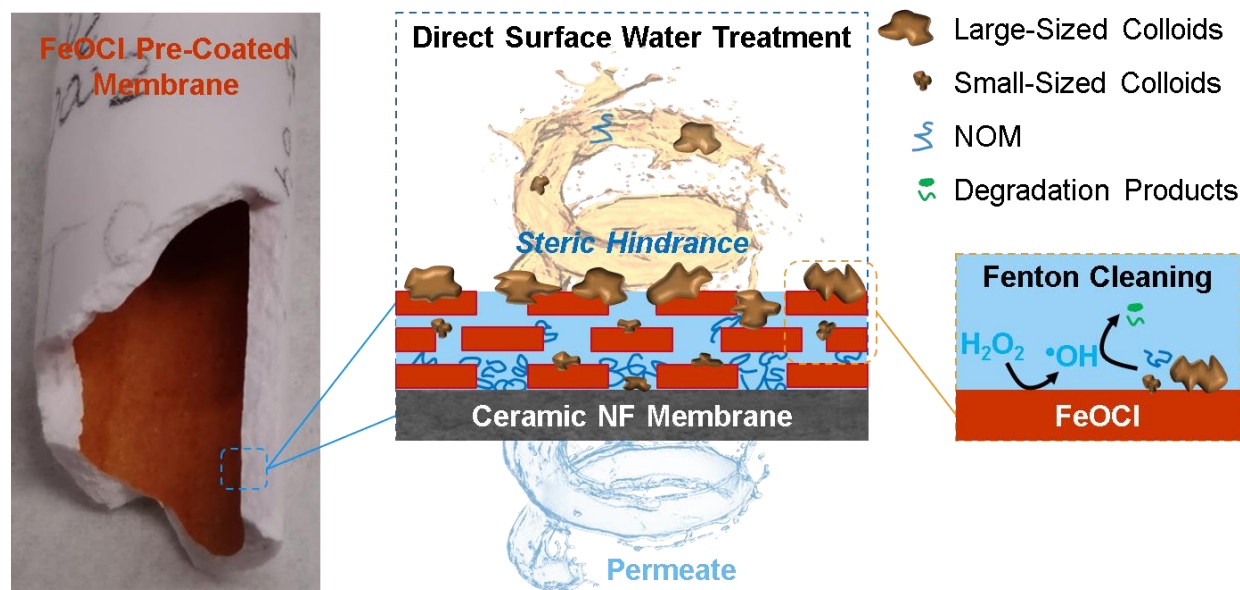 FeOCl Pre-Coated
Membrane
Direct Surface Water Treatment
Steric Hindrance
Ceramic NF Membrane
Permeate
Large-Sized Colloids
Small-Sized Colloids
NOM
Degradation Products
Fenton Cleaning
H₂O₂
•OH
FeOCl